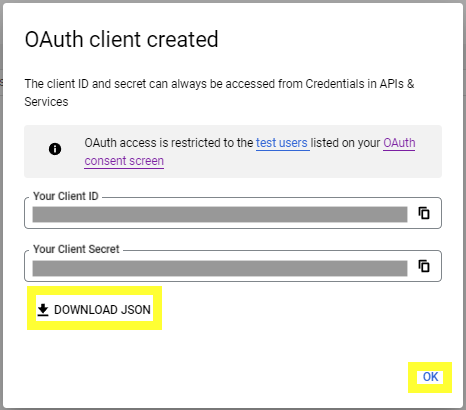 OAuth client created
The client ID and secret can always be accessed from Credentials in APIs &
Services
OAuth access is restricted to the test users listed on your OAuth
consent screen
Your Client ID
Your Client Secret
DOWNLOAD JSON
OK